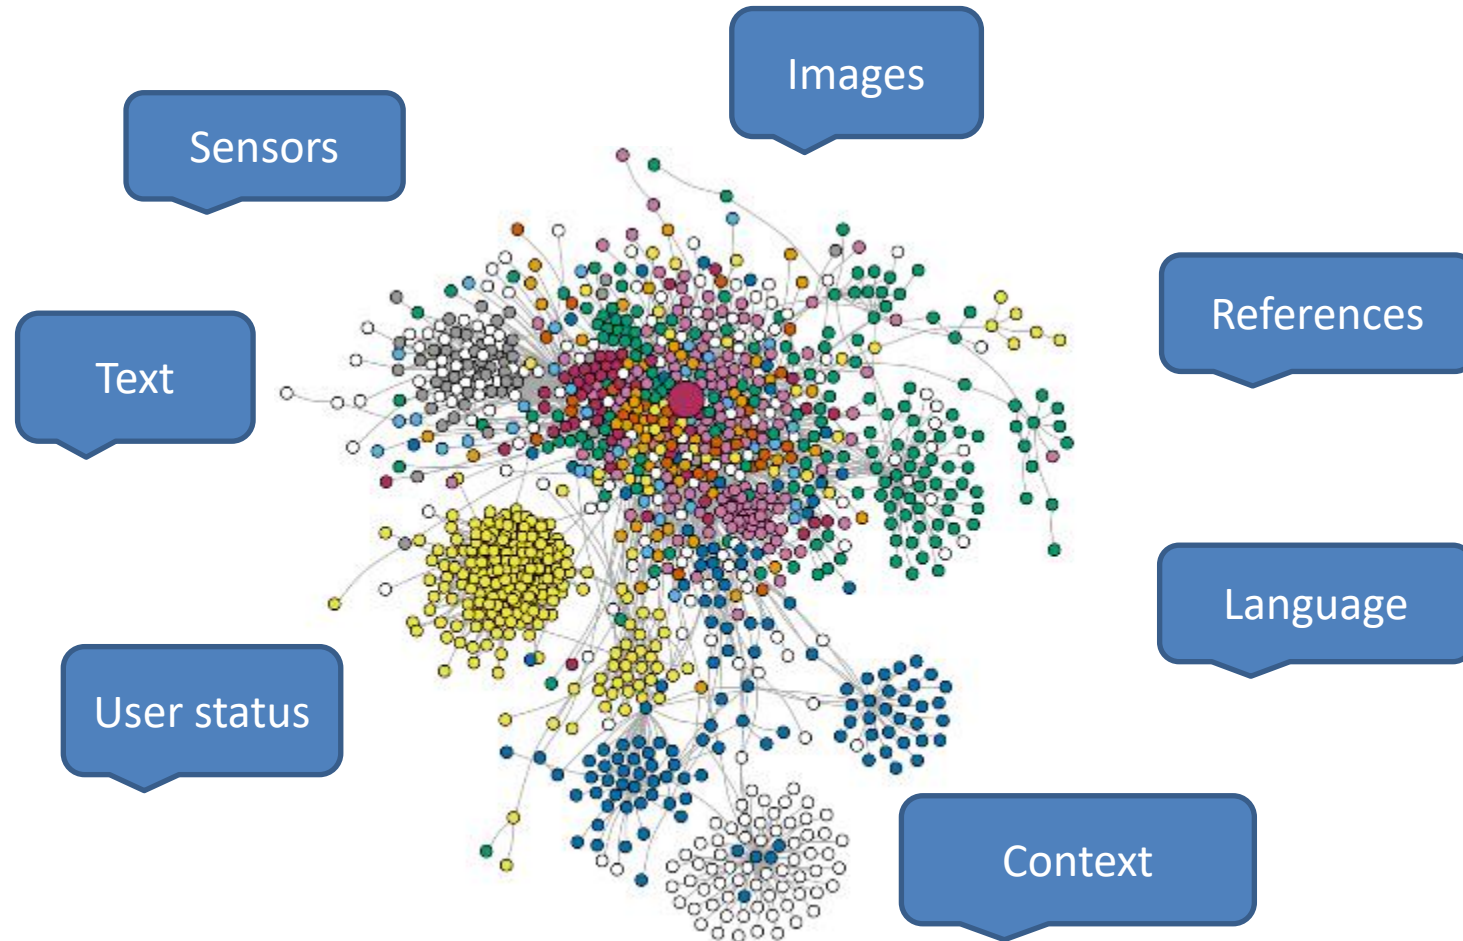 Images
Sensors
References
Text
Language
User status
Context